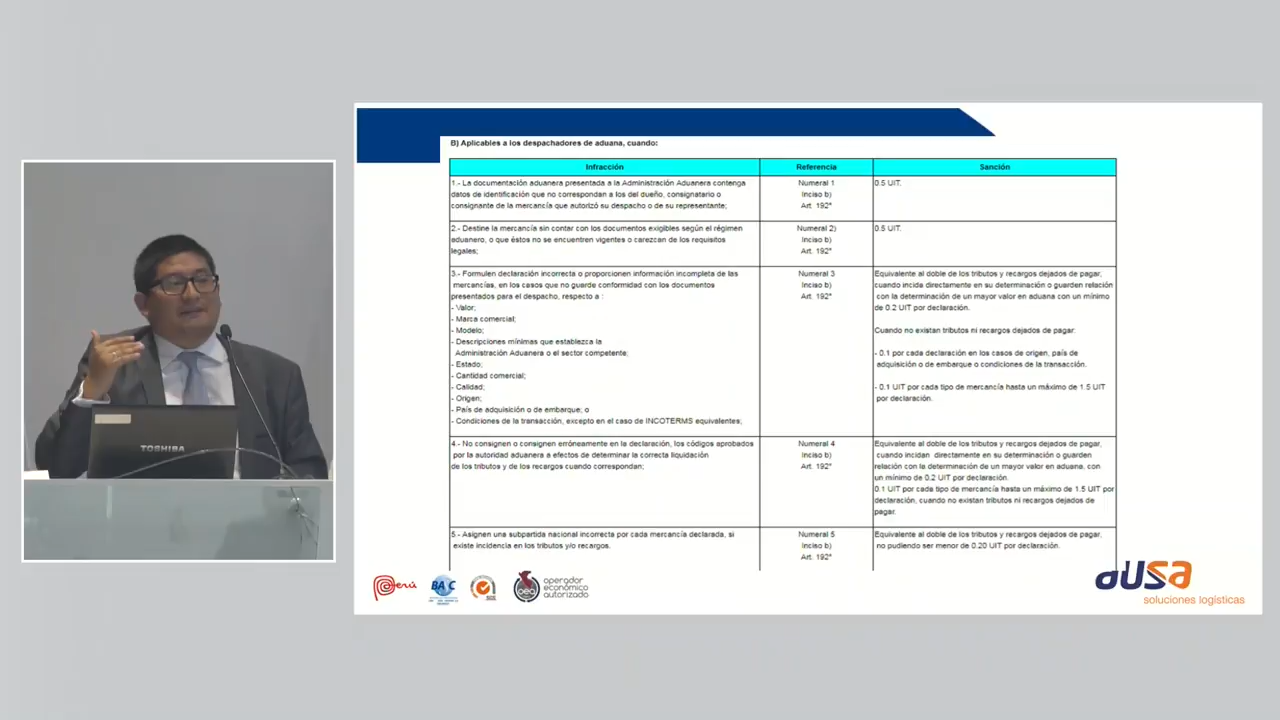 B) Aplicables a los despachadores de aduana, cuando:
Infracción
Referencia
Sanción
1.- La documentación aduanera presentada a la Administración Aduanera contenga
datos de identificación que no correspondan a los del dueño, consignatario o
consignante de la mercancía que autorizó su despacho o de su representante;
Numeral 1
Inciso b)
Art. 192°
0.5 UIT.
2.- Destine la mercancía sin contar con los documentos exigibles según el régimen
aduanero, o que éstos no se encuentren vigentes o carezcan de los requisitos
legales;
Numeral 2)
Inciso b)
Art. 192°
0.5 UIT.
3.- Formulen declaración incorrecta o proporcionen información incompleta de las
mercancías, en los casos que no guarde conformidad con los documentos
presentados para el despacho, respecto a :
- Valor;
- Marca comercial;
- Modelo;
- Descripciones mínimas que establezca la
Administración Aduanera o el sector competente;
- Estado;
- Cantidad comercial;
- Calidad;
- Origen;
- País de adquisición o de embarque; o
- Condiciones de la transacción, excepto en el caso de INCOTERMS equivalentes;
Numeral 3
Inciso b)
Art. 192°
Equivalente al doble de los tributos y recargos dejados de pagar,
cuando incida directamente en su determinación o guarden relación
con la determinación de un mayor valor en aduana con un mínimo
de 0.2 UIT por declaración.
Cuando no existan tributos ni recargos dejados de pagar:
- 0.1 por cada declaración en los casos de origen, país de
adquisición o de embarque o condiciones de la transacción.
- 0.1 UIT por cada tipo de mercancía hasta un máximo de 1.5 UIT
por declaración.
4.- No consignen o consignen erróneamente en la declaración, los códigos aprobados
por la autoridad aduanera a efectos de determinar la correcta liquidación
de los tributos y de los recargos cuando correspondan;
Numeral 4
Inciso b)
Art. 192°
Equivalente al doble de los tributos y recargos dejados de pagar,
cuando incidan directamente en su determinación o guarden
relación con la determinación de un mayor valor en aduana, con
un mínimo de 0.2 UIT por declaración.
0.1 UIT por cada tipo de mercancía hasta un máximo de 1.5 UIT por
declaración, cuando no existan tributos ni recargos dejados de
pagar.
5.- Asignen una subpartida nacional incorrecta por cada mercancía declarada, si
existe incidencia en los tributos y/o recargos.
Numeral 5
Inciso b)
Art. 192°
Equivalente al doble de los tributos y recargos dejados de pagar,
no pudiendo ser menor de 0.20 UIT por declaración.
TOSHIBA
Perú
BASC
oea
operador
económico
autorizado
aUSa
soluciones logísticas